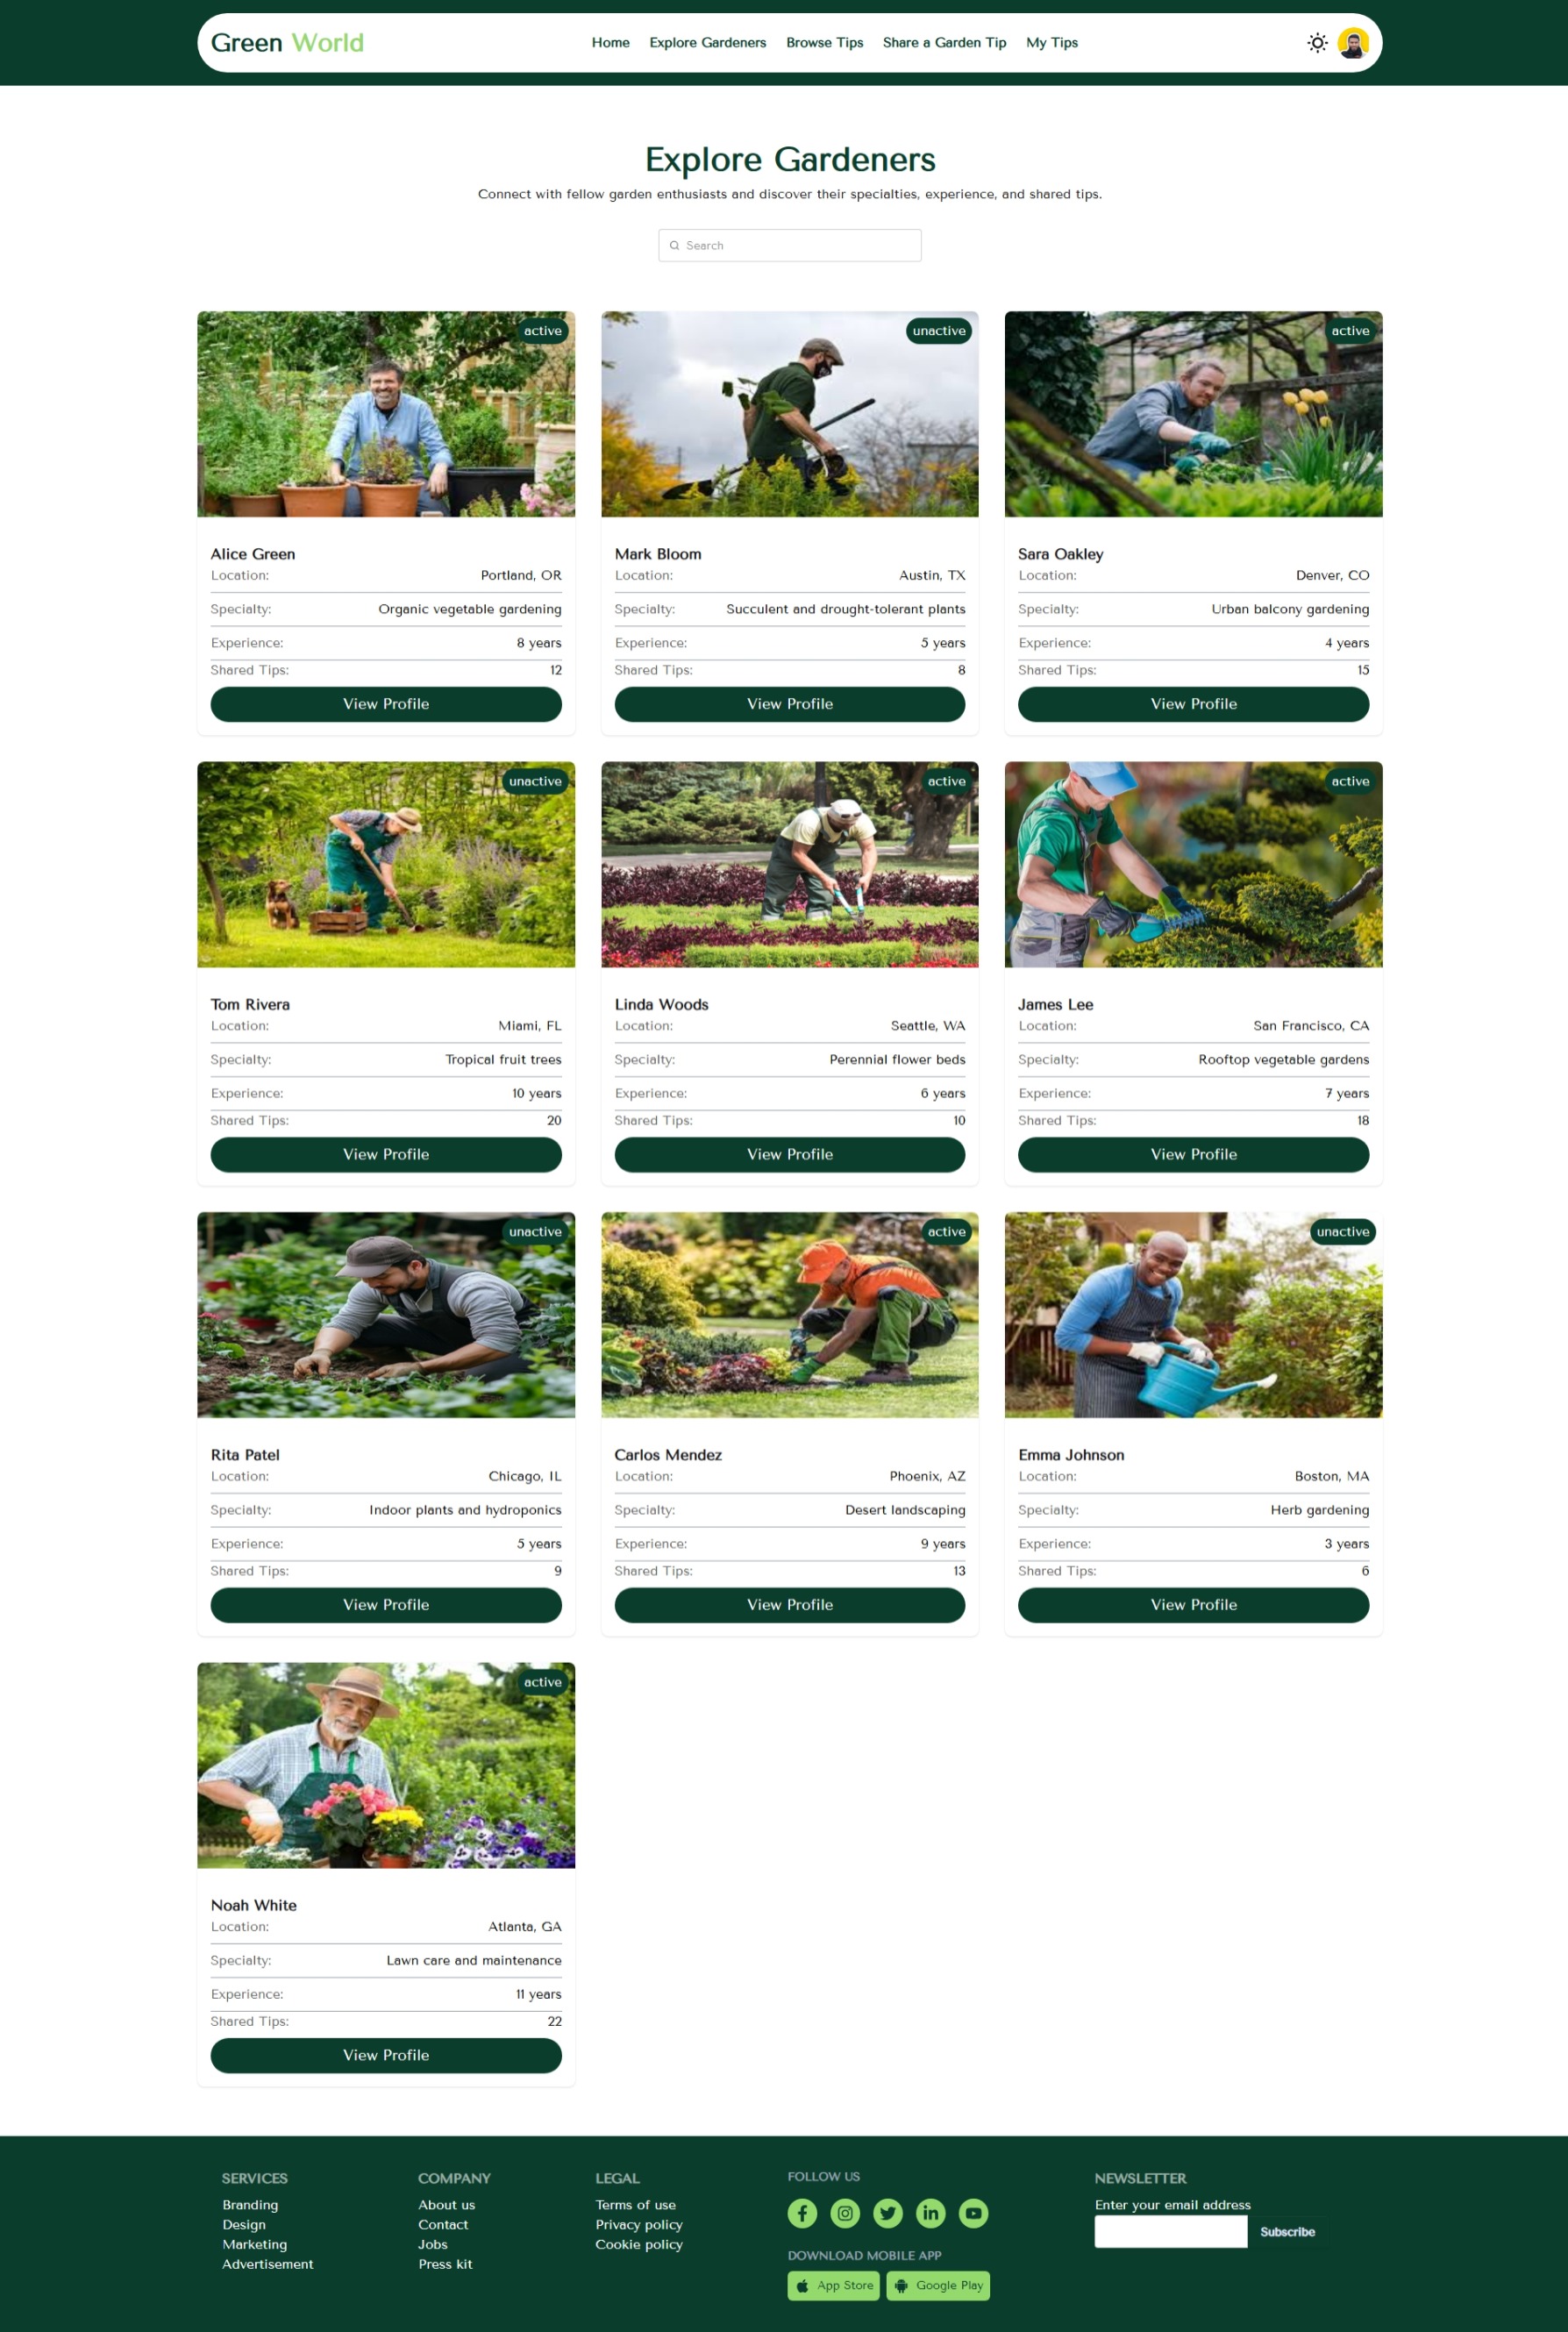 Green World
Home Explore Gardeners Browse Tips Share a Garden Tip My Tips
Explore Gardeners
Connect with fellow garden enthusiasts and discover their specialties, experience, and shared tips.
Search
active
Alice Green
Location: Portland, OR
Specialty: Organic vegetable gardening
Experience: 8 years
Shared Tips: 12
View Profile
unactive
Mark Bloom
Location: Austin, TX
Specialty: Succulent and drought-tolerant plants
Experience: 5 years
Shared Tips: 8
View Profile
active
Sara Oakley
Location: Denver, CO
Specialty: Urban balcony gardening
Experience: 4 years
Shared Tips: 15
View Profile
unactive
Tom Rivera
Location: Miami, FL
Specialty: Tropical fruit trees
Experience: 10 years
Shared Tips: 20
View Profile
active
Linda Woods
Location: Seattle, WA
Specialty: Perennial flower beds
Experience: 6 years
Shared Tips: 10
View Profile
active
James Lee
Location: San Francisco, CA
Specialty: Rooftop vegetable gardens
Experience: 7 years
Shared Tips: 18
View Profile
unactive
Rita Patel
Location: Chicago, IL
Specialty: Indoor plants and hydroponics
Experience: 5 years
Shared Tips: 9
View Profile
active
Carlos Mendez
Location: Phoenix, AZ
Specialty: Desert landscaping
Experience: 9 years
Shared Tips: 13
View Profile
unactive
Emma Johnson
Location: Boston, MA
Specialty: Herb gardening
Experience: 3 years
Shared Tips: 6
View Profile
active
Noah White
Location: Atlanta, GA
Specialty: Lawn care and maintenance
Experience: 11 years
Shared Tips: 22
View Profile
SERVICES
Branding
Design
Marketing
Advertisement
COMPANY
About us
Contact
Jobs
Press kit
LEGAL
Terms of use
Privacy policy
Cookie policy
FOLLOW US
DOWNLOAD MOBILE APP
App Store
Google Play
NEWSLETTER
Enter your email address
Subscribe